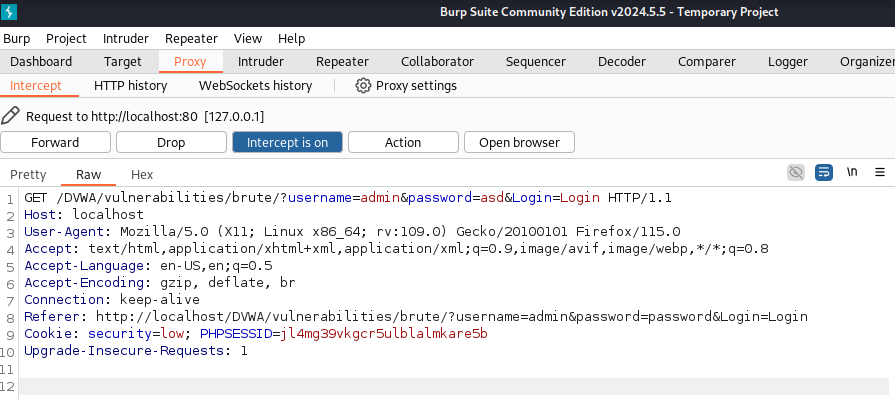 Burp Suite Community Edition v2024.5.5 - Temporary Project
Burp Project Intruder Repeater View Help
Dashboard Target Proxy Intruder Repeater Collaborator Sequencer Decoder Comparer Logger Organizer
Intercept HTTP history WebSockets history Proxy settings
Request to http://localhost:80 [127.0.0.1]
Forward Drop Intercept is on Action Open browser
Pretty Raw Hex \n
1 GET /DVWA/vulnerabilities/brute/?username=admin&password=asd&Login=Login HTTP/1.1
2 Host: localhost
3 User-Agent: Mozilla/5.0 (X11; Linux x86_64; rv:109.0) Gecko/20100101 Firefox/115.0
4 Accept: text/html,application/xhtml+xml,application/xml;q=0.9,image/avif,image/webp,*/*;q=0.8
5 Accept-Language: en-US,en;q=0.5
6 Accept-Encoding: gzip, deflate, br
7 Connection: keep-alive
8 Referer: http://localhost/DVWA/vulnerabilities/brute/?username=admin&password=password&Login=Login
9 Cookie: security=low; PHPSESSID=jl4mg39vkgcr5ulblalmkare5b
10 Upgrade-Insecure-Requests: 1
11
12